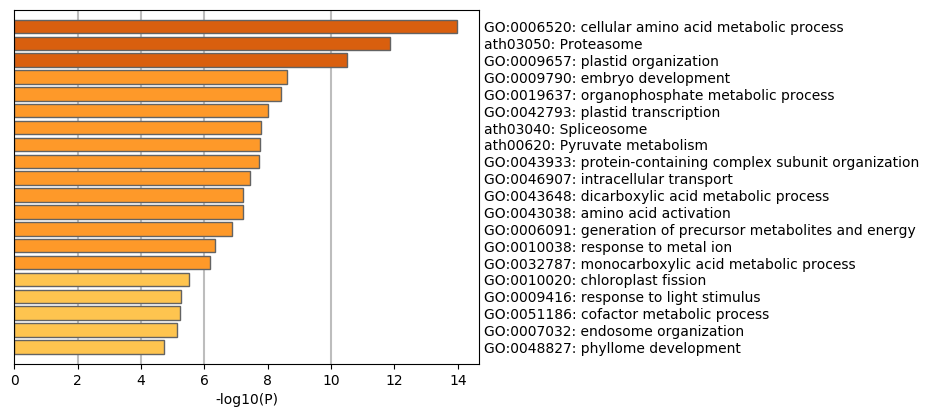 GO:0006520: cellular amino acid metabolic process
ath03050: Proteasome
GO:0009657: plastid organization
GO:0009790: embryo development
GO:0019637: organophosphate metabolic process
GO:0042793: plastid transcription
ath03040: Spliceosome
ath00620: Pyruvate metabolism
GO:0043933: protein-containing complex subunit organization
GO:0046907: intracellular transport
GO:0043648: dicarboxylic acid metabolic process
GO:0043038: amino acid activation
GO:0006091: generation of precursor metabolites and energy
GO:0010038: response to metal ion
GO:0032787: monocarboxylic acid metabolic process
GO:0010020: chloroplast fission
GO:0009416: response to light stimulus
GO:0051186: cofactor metabolic process
GO:0007032: endosome organization
GO:0048827: phyllome development
0 2 4 6 8 10 12 14
-log10(P)